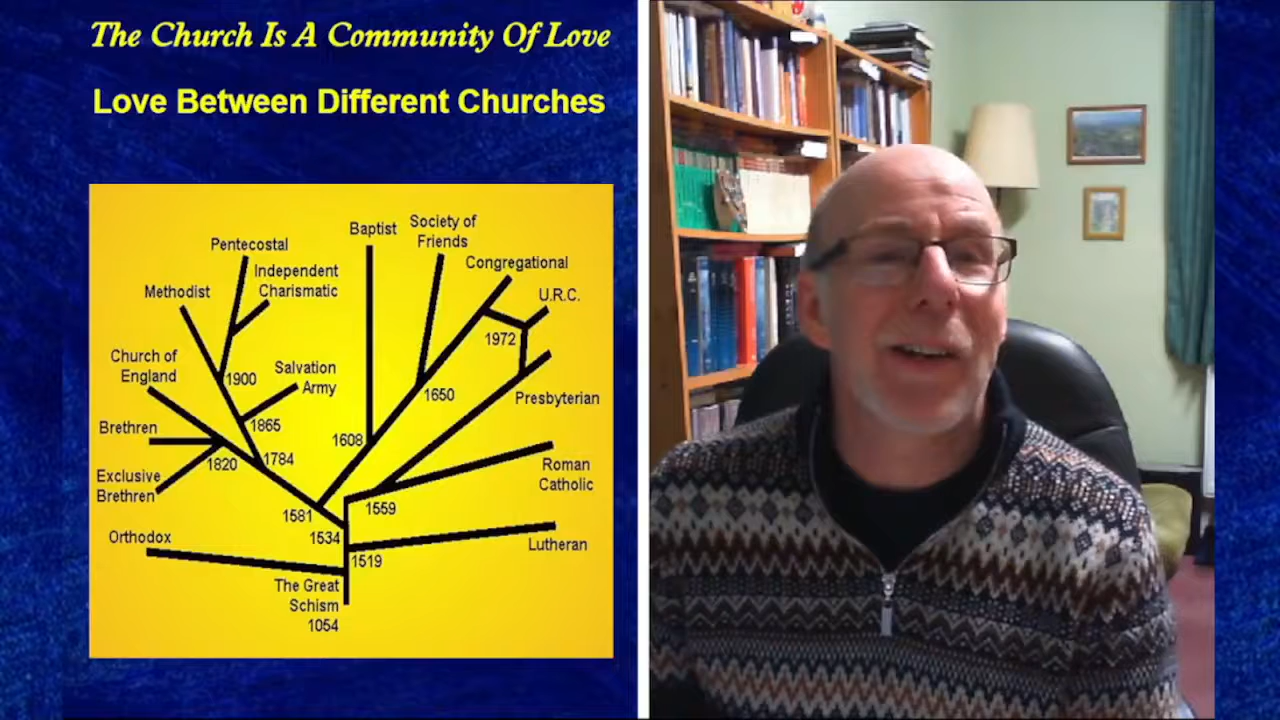 The Church Is A Community Of Love
Love Between Different Churches
Baptist
Society of
Friends
Pentecostal
Congregational
Independent
Charismatic
Methodist
U.R.C.
1972
Church of
England
Salvation
Army
1900
1650
Presbyterian
1865
Brethren
1608
1784
1820
Roman
Catholic
Exclusive
Brethren
1581
1559
Orthodox
1534
Lutheran
1519
The Great
Schism
1054